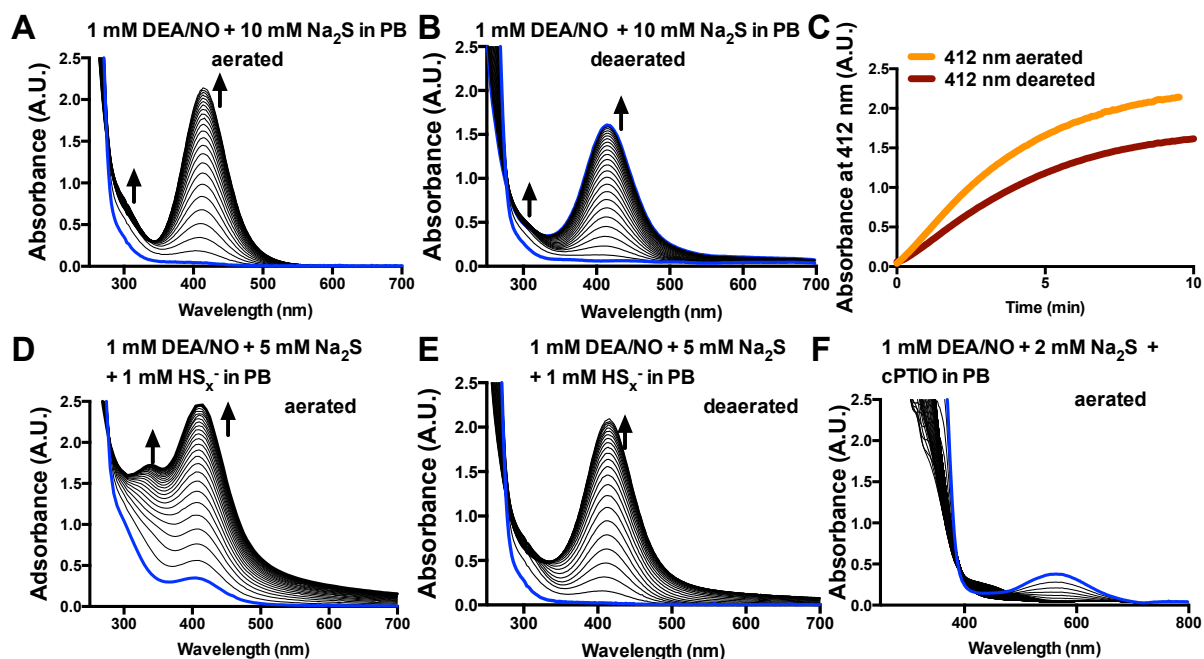 A
1 mM DEA/NO + 10 mM Na₂S in PB
aerated
Absorbance (A.U.)
2.5
2.0
1.5
1.0
0.5
0.0
300 400 500 600 700
Wavelength (nm)
B
1 mM DEA/NO + 10 mM Na₂S in PB
deaerated
Absorbance (A.U.)
2.5
2.0
1.5
1.0
0.5
0.0
300 400 500 600 700
Wavelength (nm)
C
412 nm aerated
412 nm deareted
Absorbance at 412 nm (A.U.)
2.5
2.0
1.5
1.0
0.5
0.0
0 5 10
Time (min)
D
1 mM DEA/NO + 5 mM Na₂S
+ 1 mM HSₓ⁻ in PB
aerated
Adsorbance (A.U.)
2.5
2.0
1.5
1.0
0.5
0.0
300 400 500 600 700
Wavelength (nm)
E
1 mM DEA/NO + 5 mM Na₂S
+ 1 mM HSₓ⁻ in PB
deaerated
Absorbance (A.U.)
2.5
2.0
1.5
1.0
0.5
0.0
300 400 500 600 700
Wavelength (nm)
F
1 mM DEA/NO + 2 mM Na₂S +
cPTIO in PB
aerated
Absorbance (A.U.)
2.5
2.0
1.5
1.0
0.5
0.0
400 600 800
Wavelength (nm)